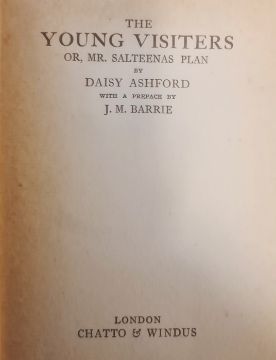 THE
YOUNG VISITERS
OR, MR. SALTEENAS PLAN
BY
DAISY ASHFORD
WITH A PREFACE BY
J. M. BARRIE
LONDON
CHATTO & WINDUS